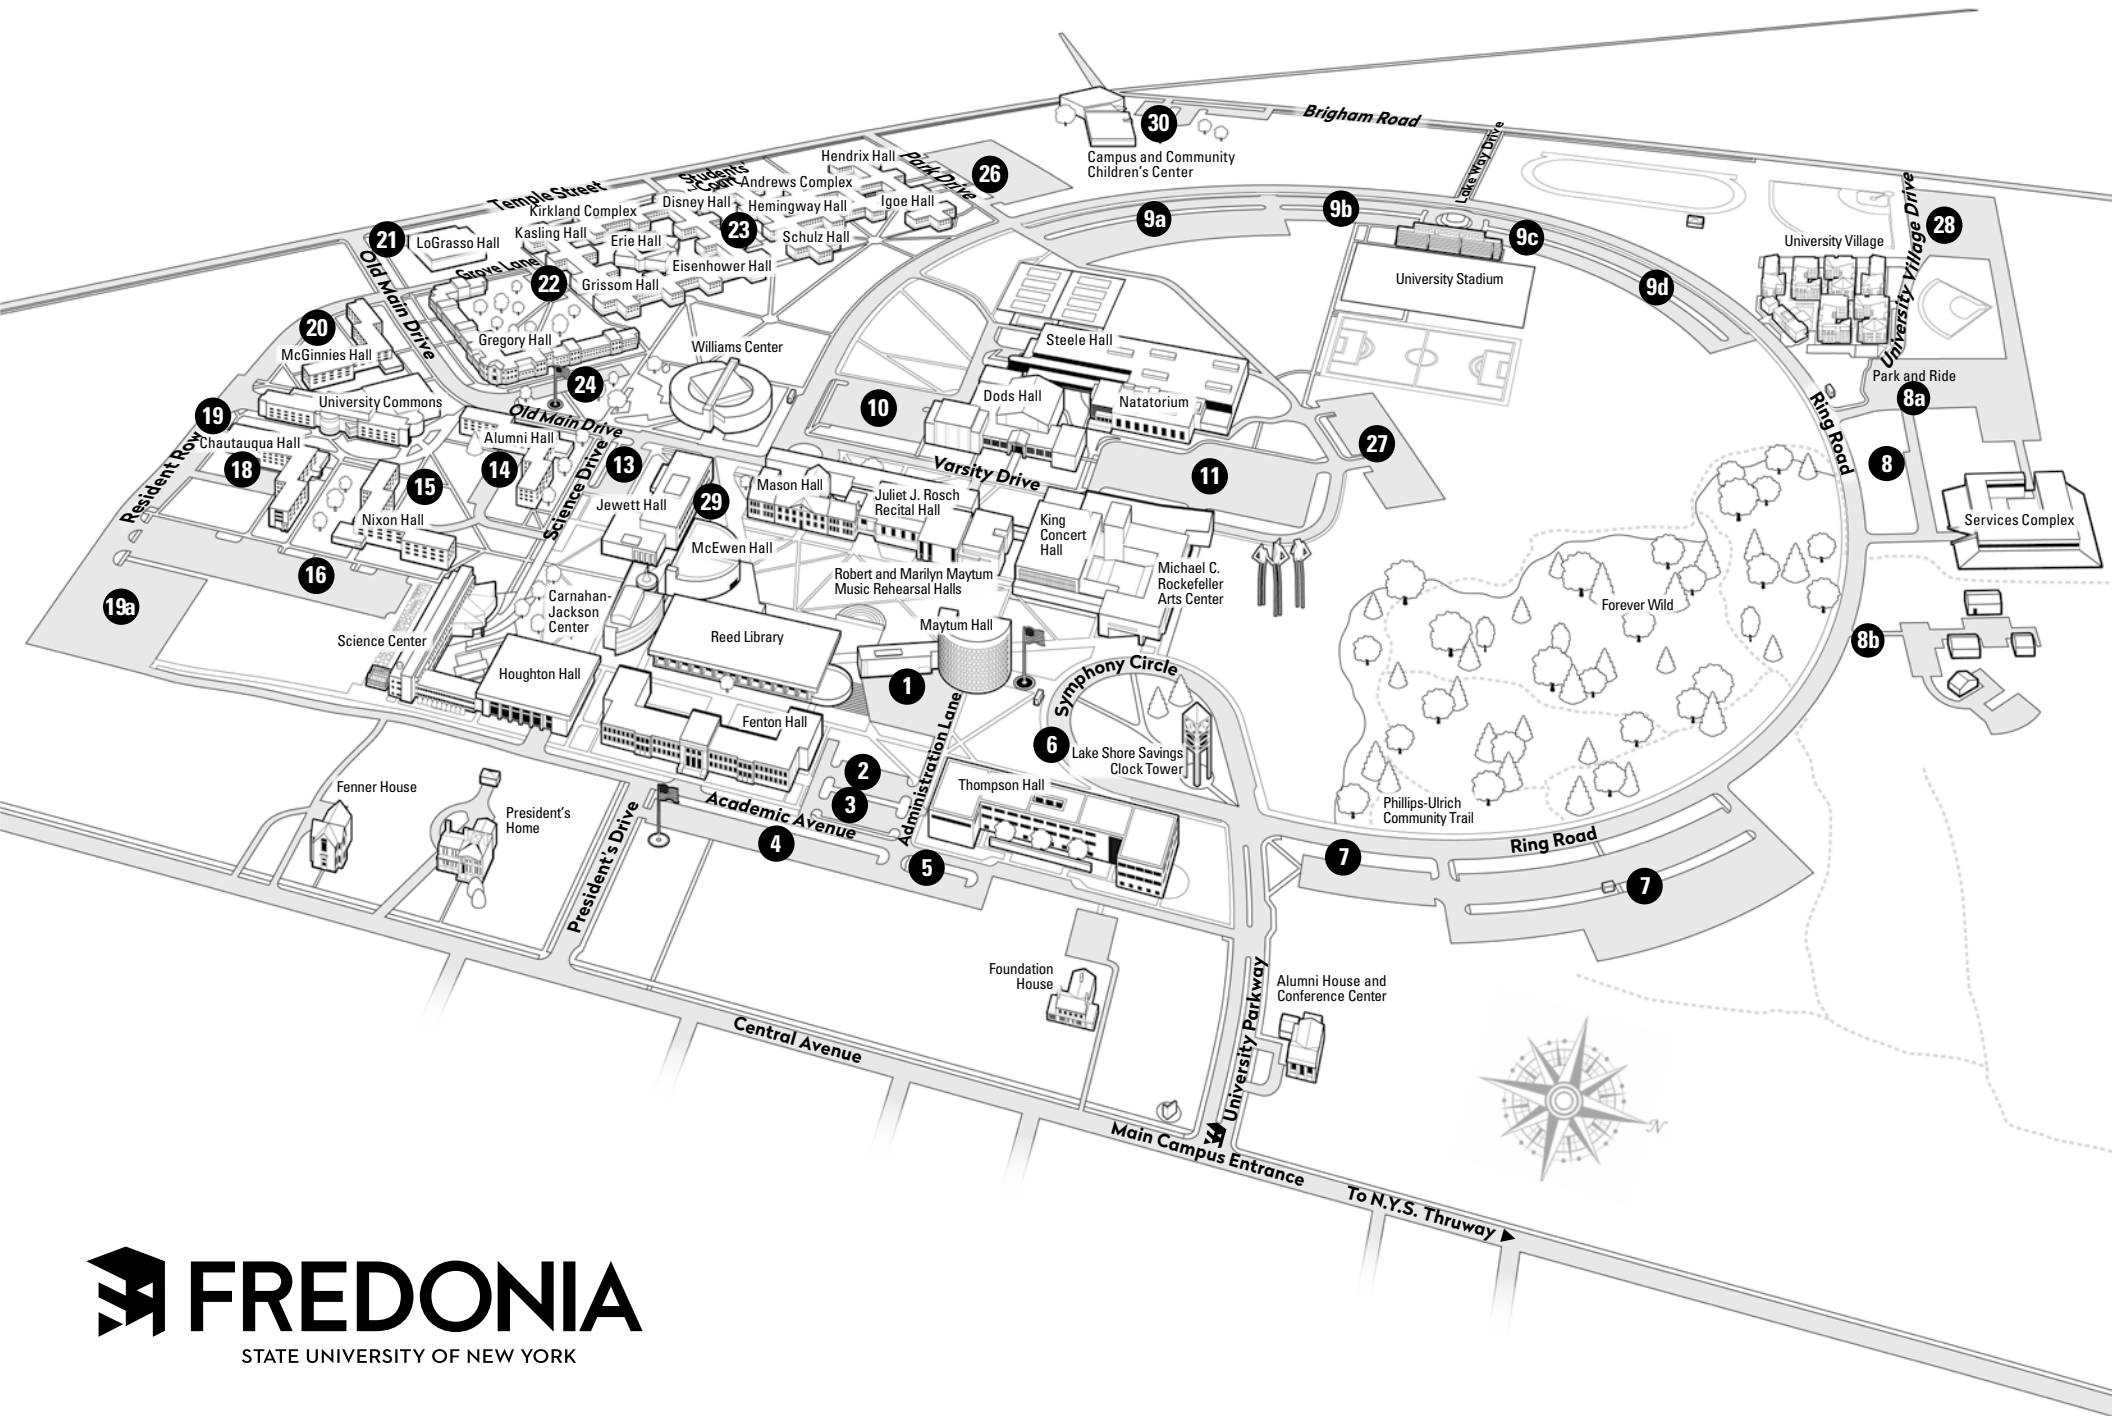 Brigham Road
30
Campus and Community
Children's Center
Lake Way Drive
Hendrix Hall
Park Drive
26
Students'
Court
Andrews Complex
Temple Street
Disney Hall
Hemingway Hall
Igoe Hall
Kirkland Complex
Kasling Hall
Erie Hall
23
Schulz Hall
9a
9b
9c
9d
University Stadium
University Village
University Village Drive
28
21
LoGrasso Hall
Grove Lane
22
Eisenhower Hall
Grissom Hall
Old Main Drive
20
McGinnies Hall
Gregory Hall
Williams Center
24
Steele Hall
Dods Hall
Natatorium
10
27
Park and Ride
8a
Ring Road
8
Services Complex
University Commons
Old Main Drive
19
Chautauqua Hall
18
Resident Row
Alumni Hall
14
15
Nixon Hall
Science Drive
13
Jewett Hall
29
McEwen Hall
Mason Hall
Varsity Drive
Juliet J. Rosch
Recital Hall
King
Concert
Hall
11
Michael C.
Rockefeller
Arts Center
Robert and Marilyn Maytum
Music Rehearsal Halls
16
19a
Carnahan-
Jackson
Center
Science Center
Houghton Hall
Reed Library
Maytum Hall
1
Symphony Circle
Forever Wild
8b
Fenton Hall
Administration Lane
6
Lake Shore Savings
Clock Tower
2
3
Thompson Hall
Academic Avenue
4
5
Phillips-Ulrich
Community Trail
Ring Road
7
7
Fenner House
President's
Home
President's Drive
Foundation
House
University Parkway
Alumni House and
Conference Center
Central Avenue
Main Campus Entrance
To N.Y.S. Thruway
N
FREDONIA
STATE UNIVERSITY OF NEW YORK